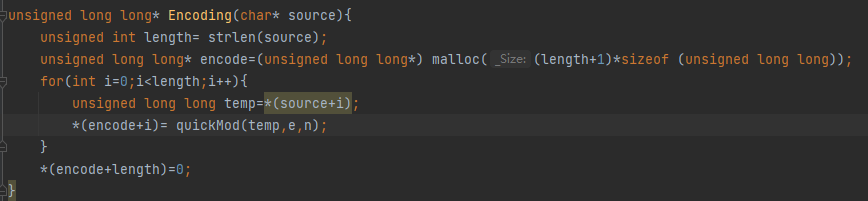 unsigned long long* Encoding(char* source){
    unsigned int length= strlen(source);
    unsigned long long* encode=(unsigned long long*) malloc( _Size: (length+1)*sizeof (unsigned long long));
    for(int i=0;i<length;i++){
        unsigned long long temp=*(source+i);
        *(encode+i)= quickMod(temp,e,n);
    }
    *(encode+length)=0;
}